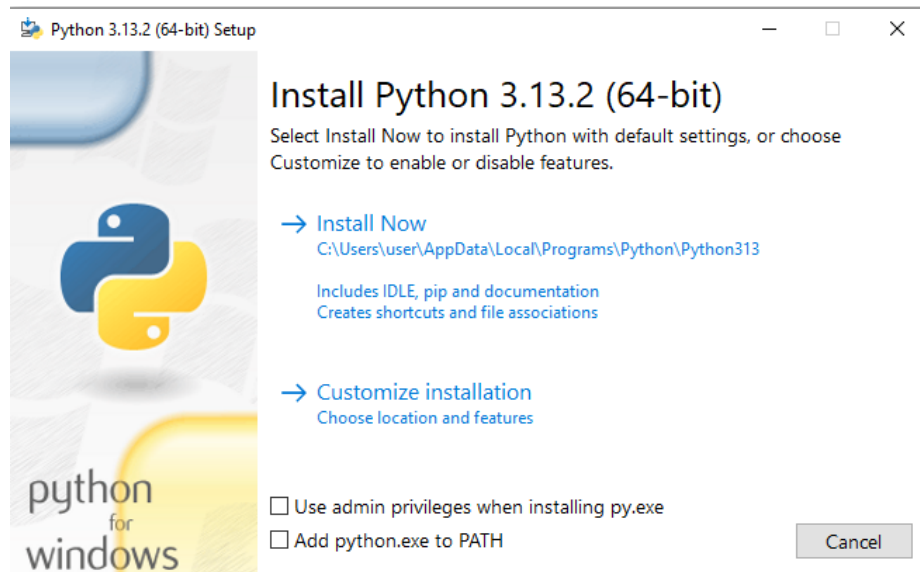 Python 3.13.2 (64-bit) Setup
Install Python 3.13.2 (64-bit)
Select Install Now to install Python with default settings, or choose
Customize to enable or disable features.
→ Install Now
C:\Users\user\AppData\Local\Programs\Python\Python313
Includes IDLE, pip and documentation
Creates shortcuts and file associations
→ Customize installation
Choose location and features
python
for
windows
Use admin privileges when installing py.exe
Add python.exe to PATH
Cancel